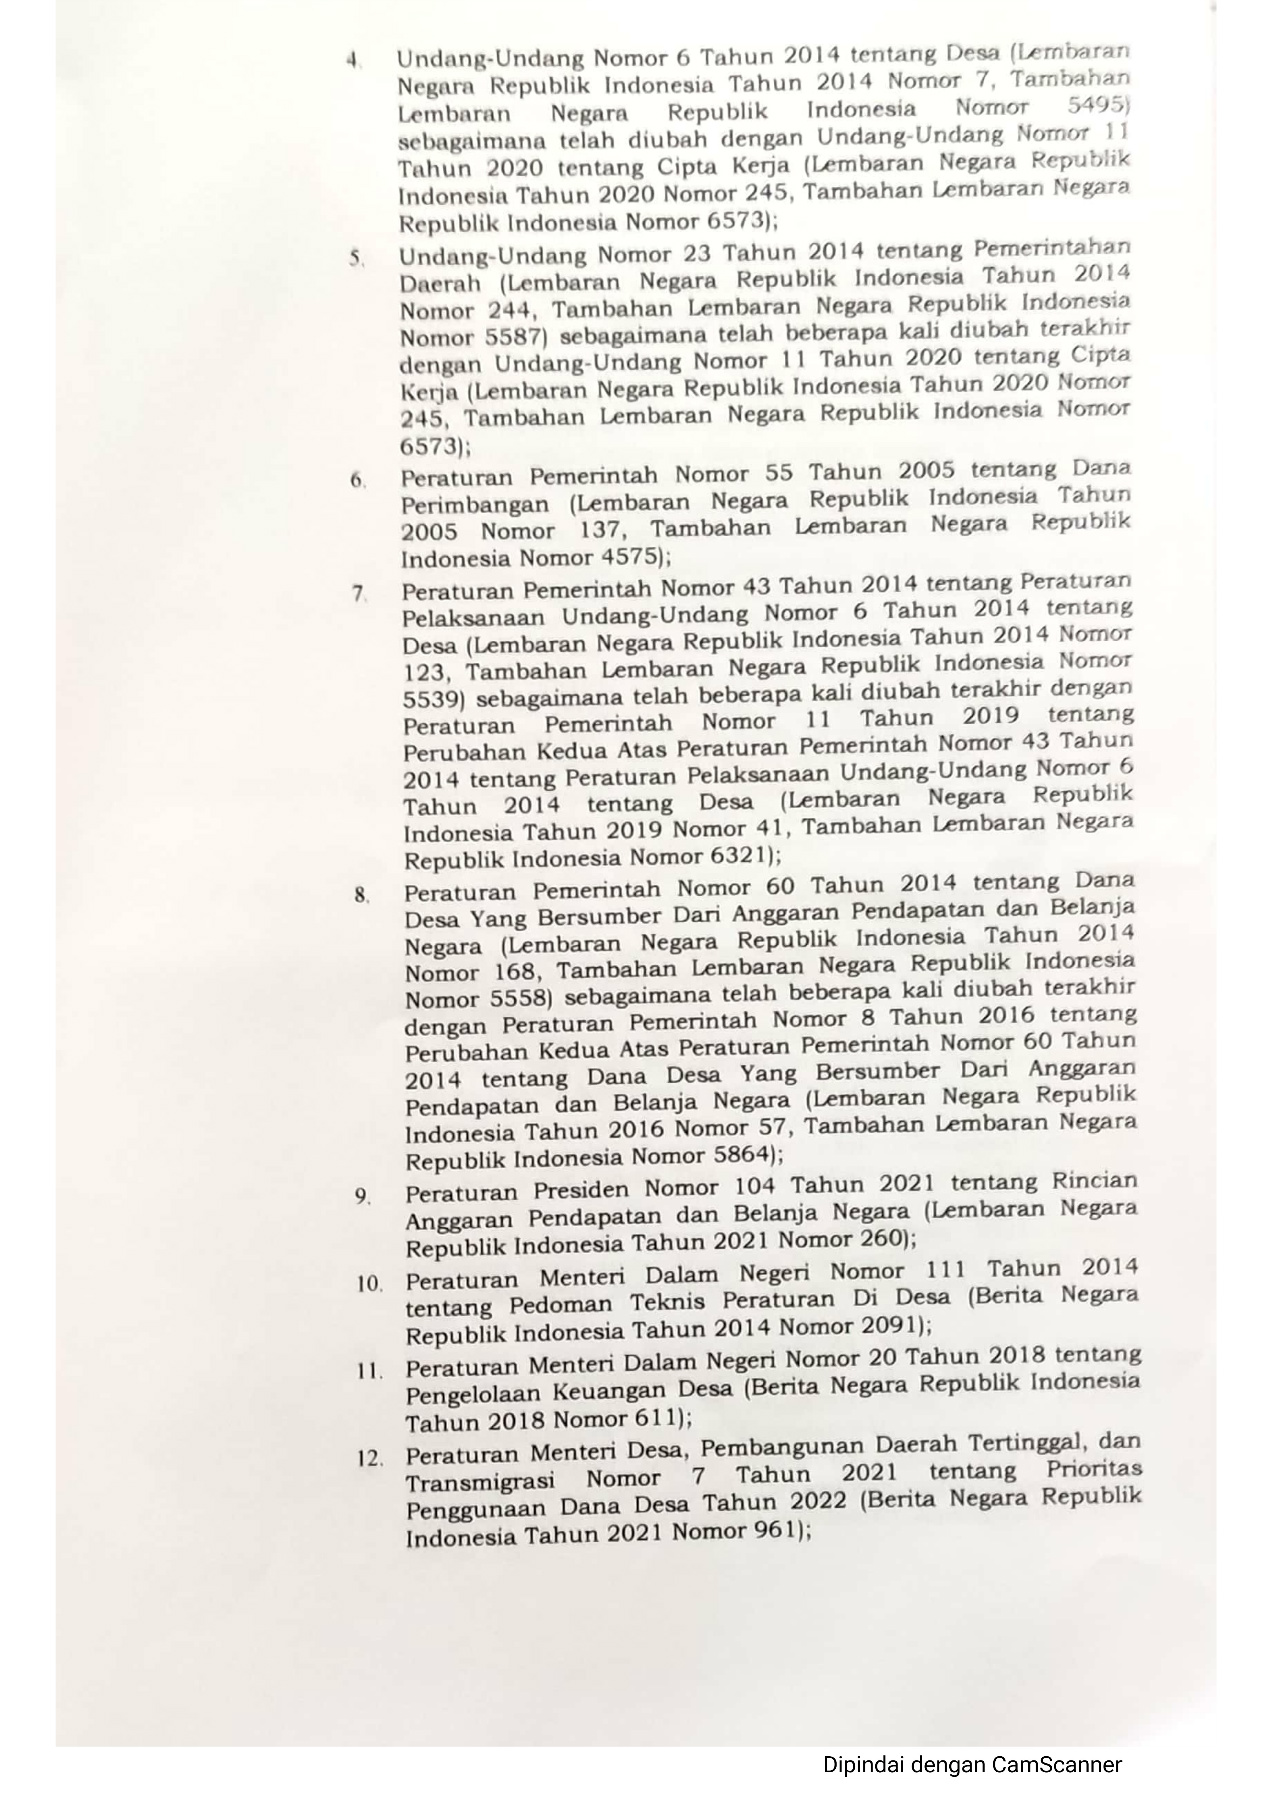 4. Undang-Undang Nomor 6 Tahun 2014 tentang Desa (Lembaran
Negara Republik Indonesia Tahun 2014 Nomor 7, Tambahan
Lembaran Negara Republik Indonesia Nomor 5495)
sebagaimana telah diubah dengan Undang-Undang Nomor 11
Tahun 2020 tentang Cipta Kerja (Lembaran Negara Republik
Indonesia Tahun 2020 Nomor 245, Tambahan Lembaran Negara
Republik Indonesia Nomor 6573);
5. Undang-Undang Nomor 23 Tahun 2014 tentang Pemerintahan
Daerah (Lembaran Negara Republik Indonesia Tahun 2014
Nomor 244, Tambahan Lembaran Negara Republik Indonesia
Nomor 5587) sebagaimana telah beberapa kali diubah terakhir
dengan Undang-Undang Nomor 11 Tahun 2020 tentang Cipta
Kerja (Lembaran Negara Republik Indonesia Tahun 2020 Nomor
245, Tambahan Lembaran Negara Republik Indonesia Nomor
6573);
6. Peraturan Pemerintah Nomor 55 Tahun 2005 tentang Dana
Perimbangan (Lembaran Negara Republik Indonesia Tahun
2005 Nomor 137, Tambahan Lembaran Negara Republik
Indonesia Nomor 4575);
7. Peraturan Pemerintah Nomor 43 Tahun 2014 tentang Peraturan
Pelaksanaan Undang-Undang Nomor 6 Tahun 2014 tentang
Desa (Lembaran Negara Republik Indonesia Tahun 2014 Nomor
123, Tambahan Lembaran Negara Republik Indonesia Nomor
5539) sebagaimana telah beberapa kali diubah terakhir dengan
Peraturan Pemerintah Nomor 11 Tahun 2019 tentang
Perubahan Kedua Atas Peraturan Pemerintah Nomor 43 Tahun
2014 tentang Peraturan Pelaksanaan Undang-Undang Nomor 6
Tahun 2014 tentang Desa (Lembaran Negara Republik
Indonesia Tahun 2019 Nomor 41, Tambahan Lembaran Negara
Republik Indonesia Nomor 6321);
8. Peraturan Pemerintah Nomor 60 Tahun 2014 tentang Dana
Desa Yang Bersumber Dari Anggaran Pendapatan dan Belanja
Negara (Lembaran Negara Republik Indonesia Tahun 2014
Nomor 168, Tambahan Lembaran Negara Republik Indonesia
Nomor 5558) sebagaimana telah beberapa kali diubah terakhir
dengan Peraturan Pemerintah Nomor 8 Tahun 2016 tentang
Perubahan Kedua Atas Peraturan Pemerintah Nomor 60 Tahun
2014 tentang Dana Desa Yang Bersumber Dari Anggaran
Pendapatan dan Belanja Negara (Lembaran Negara Republik
Indonesia Tahun 2016 Nomor 57, Tambahan Lembaran Negara
Republik Indonesia Nomor 5864);
9. Peraturan Presiden Nomor 104 Tahun 2021 tentang Rincian
Anggaran Pendapatan dan Belanja Negara (Lembaran Negara
Republik Indonesia Tahun 2021 Nomor 260);
10. Peraturan Menteri Dalam Negeri Nomor 111 Tahun 2014
tentang Pedoman Teknis Peraturan Di Desa (Berita Negara
Republik Indonesia Tahun 2014 Nomor 2091);
11. Peraturan Menteri Dalam Negeri Nomor 20 Tahun 2018 tentang
Pengelolaan Keuangan Desa (Berita Negara Republik Indonesia
Tahun 2018 Nomor 611);
12. Peraturan Menteri Desa, Pembangunan Daerah Tertinggal, dan
Transmigrasi Nomor 7 Tahun 2021 tentang Prioritas
Penggunaan Dana Desa Tahun 2022 (Berita Negara Republik
Indonesia Tahun 2021 Nomor 961);
Dipindai dengan CamScanner